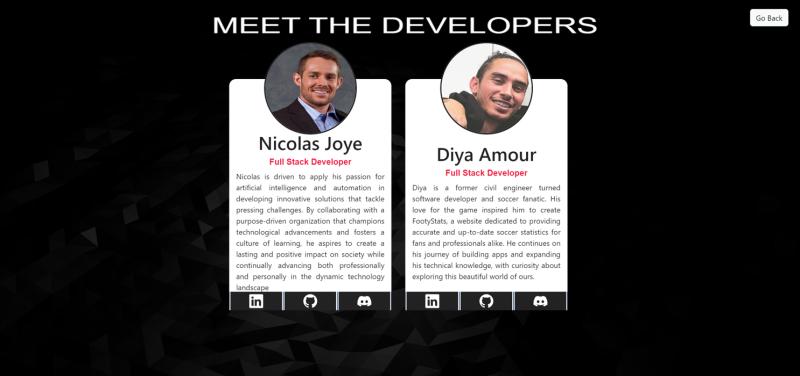 MEET THE DEVELOPERS
Go Back
Nicolas Joye
Full Stack Developer
Nicolas is driven to apply his passion for
artificial intelligence and automation in
developing innovative solutions that tackle
pressing challenges. By collaborating with a
purpose-driven organization that champions
technological advancements and fosters a
culture of learning, he aspires to create a
lasting and positive impact on society while
continually advancing both professionally
and personally in the dynamic technology
landscape
in
Diya Amour
Full Stack Developer
Diya is a former civil engineer turned
software developer and soccer fanatic. His
love for the game inspired him to create
FootyStats, a website dedicated to providing
accurate and up-to-date soccer statistics for
fans and professionals alike. He continues on
his journey of building apps and expanding
his technical knowledge, with curiosity about
exploring this beautiful world of ours.
in